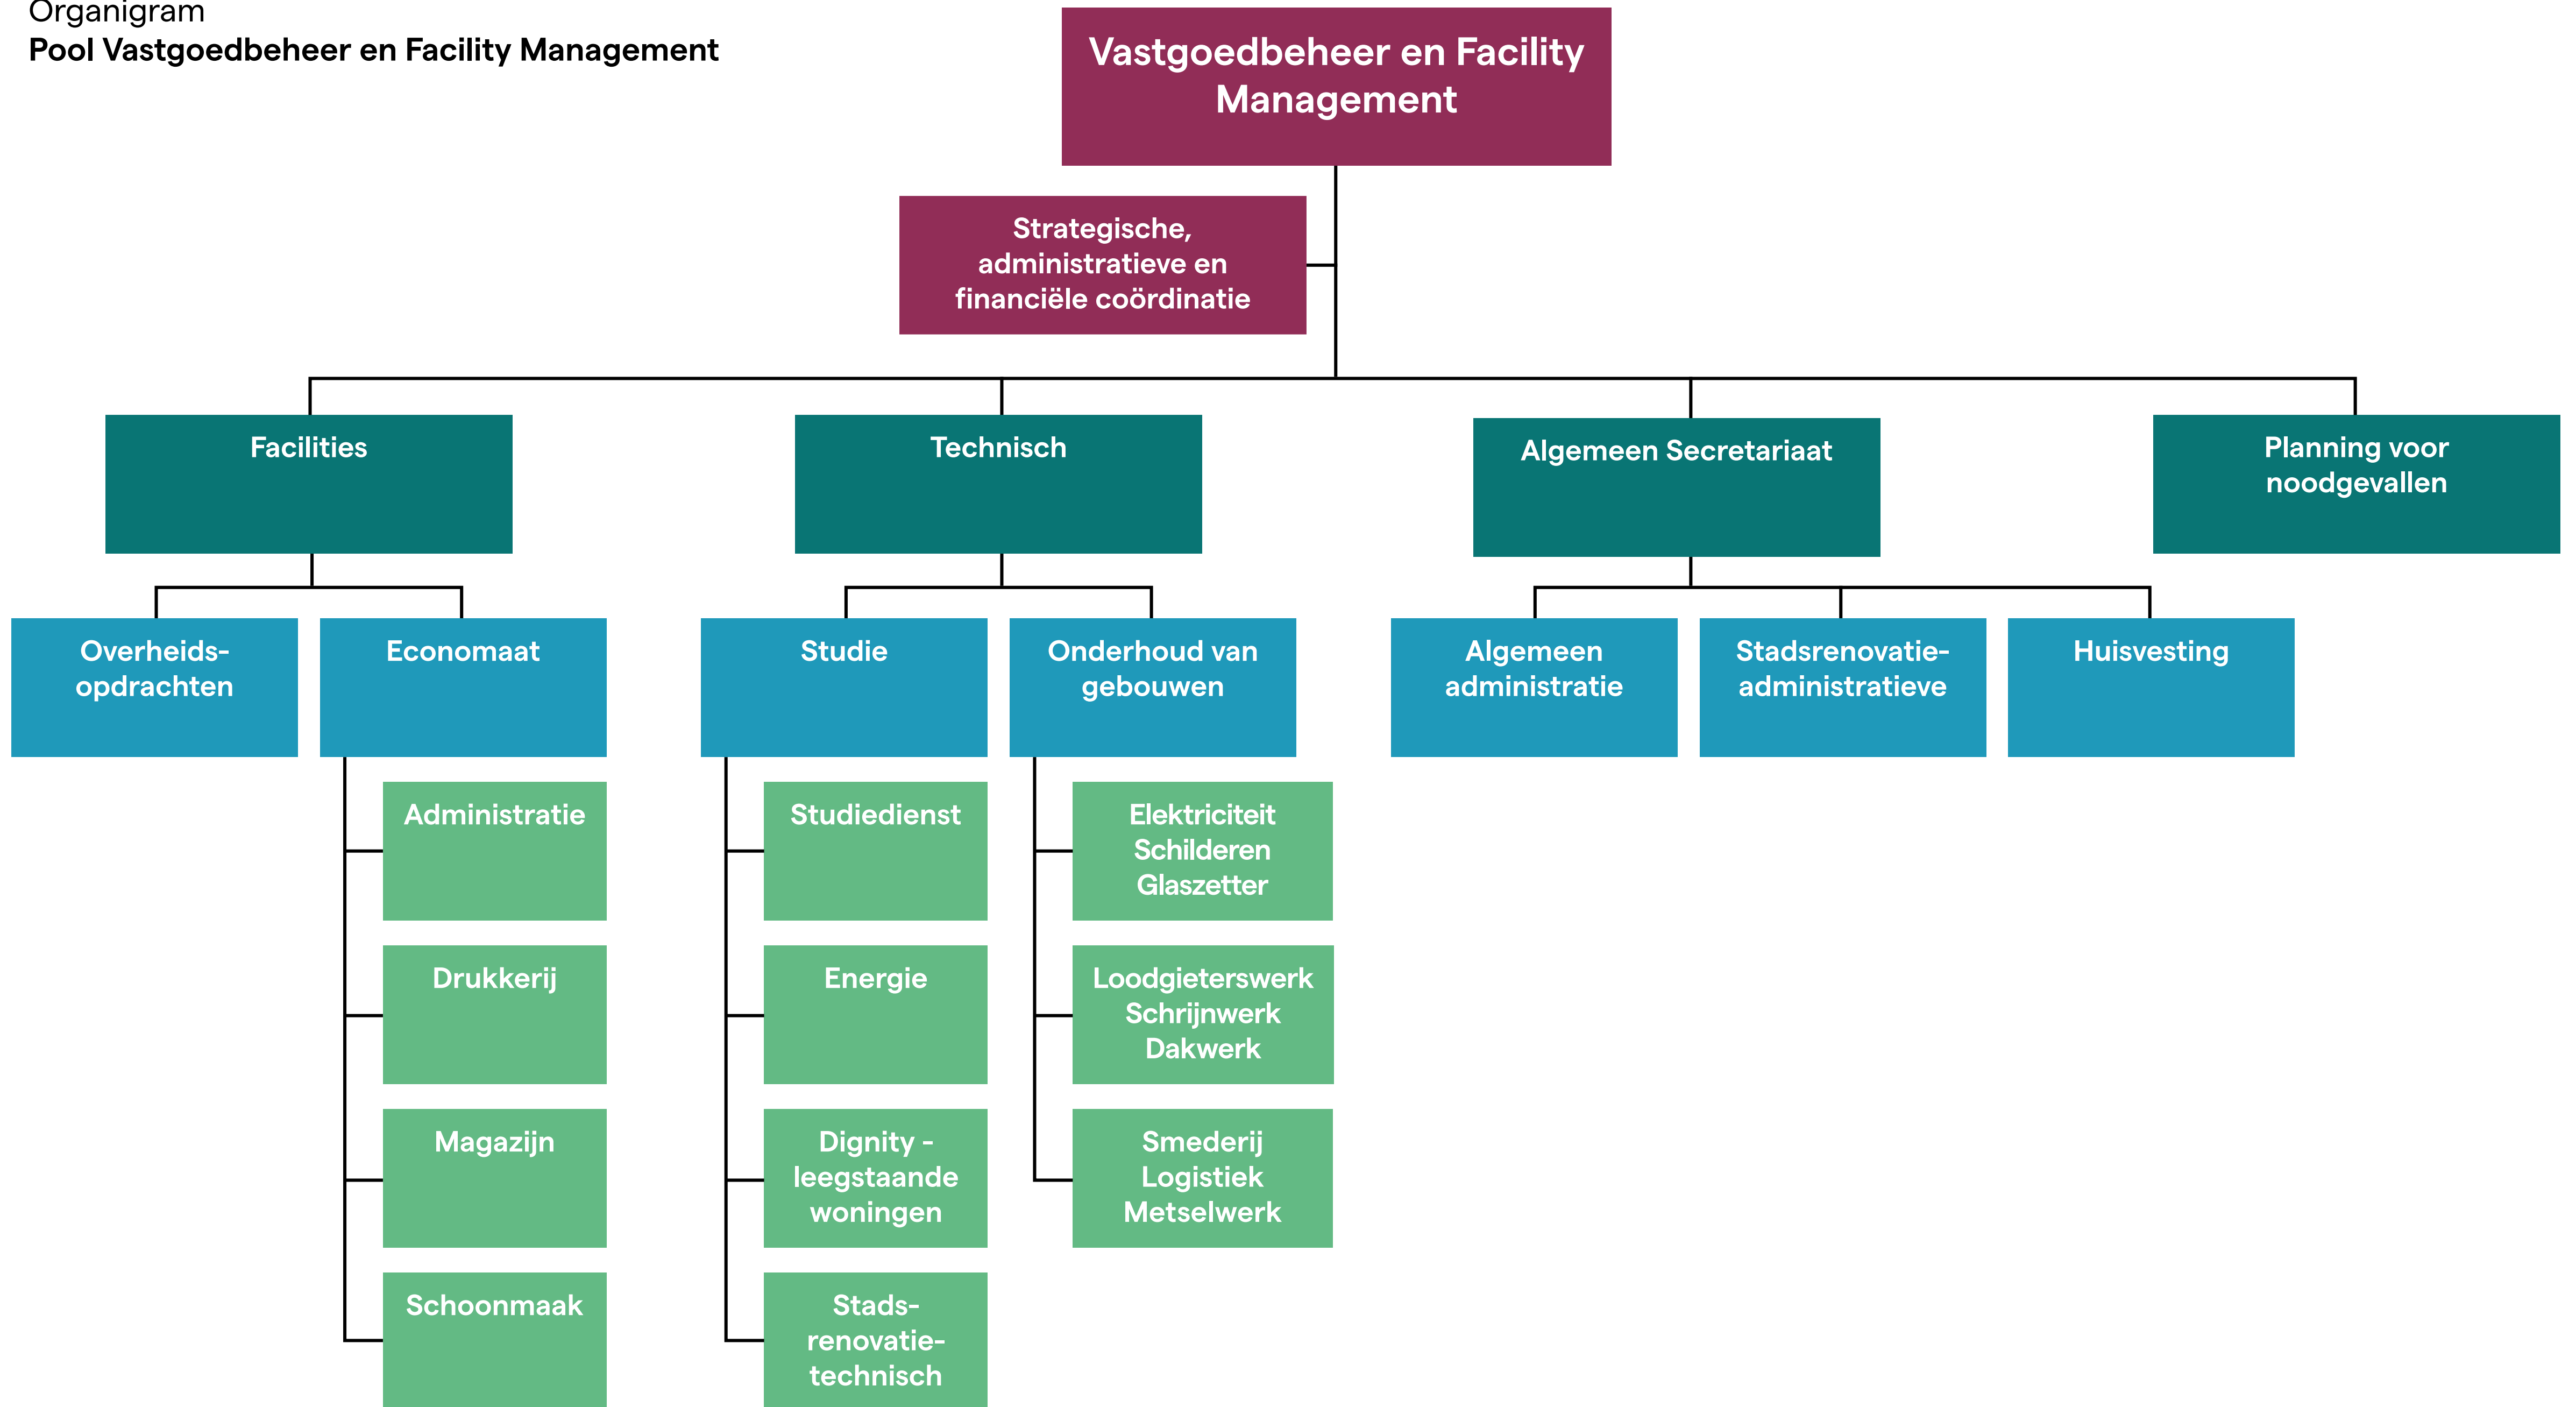 Organigram
Pool Vastgoedbeheer en Facility Management
Vastgoedbeheer en Facility
Management
Strategische,
administratieve en
financiële coördinatie
Facilities
Technisch
Algemeen Secretariaat
Planning voor
noodgevallen
Overheids-
opdrachten
Economaat
Studie
Onderhoud van
gebouwen
Algemeen
administratie
Stadsrenovatie-
administratieve
Huisvesting
Administratie
Drukkerij
Magazijn
Schoonmaak
Studiedienst
Energie
Dignity -
leegstaande
woningen
Stads-
renovatie-
technisch
Elektriciteit
Schilderen
Glaszetter
Loodgieterswerk
Schrijnwerk
Dakwerk
Smederij
Logistiek
Metselwerk